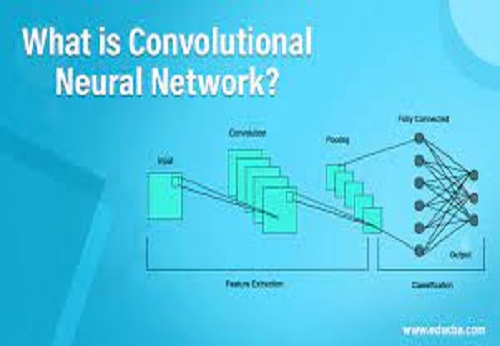 What is Convolutional
Neural Network?
Fully Connected
Convolution
Pooling
Input
Output
Feature Extraction
Classification
www.educba.com